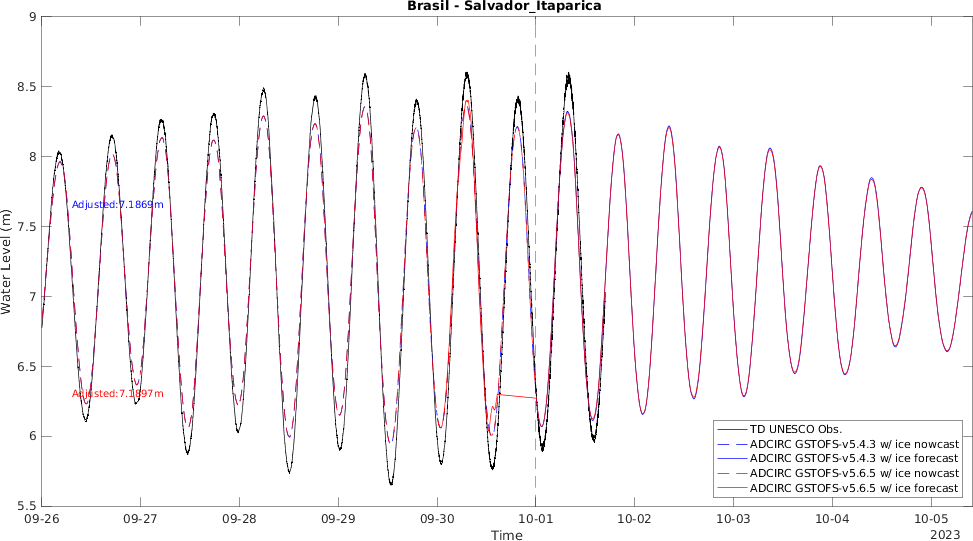 Brasil - Salvador_Itaparica
9
8.5
8
7.5
7
6.5
6
5.5
Water Level (m)
Adjusted:7.1869m
Adjusted:7.1897m
TD UNESCO Obs.
ADCIRC GSTOFS-v5.4.3 w/ ice nowcast
ADCIRC GSTOFS-v5.4.3 w/ ice forecast
ADCIRC GSTOFS-v5.6.5 w/ ice nowcast
ADCIRC GSTOFS-v5.6.5 w/ ice forecast
09-26 09-27 09-28 09-29 09-30 10-01 10-02 10-03 10-04 10-05
Time
2023